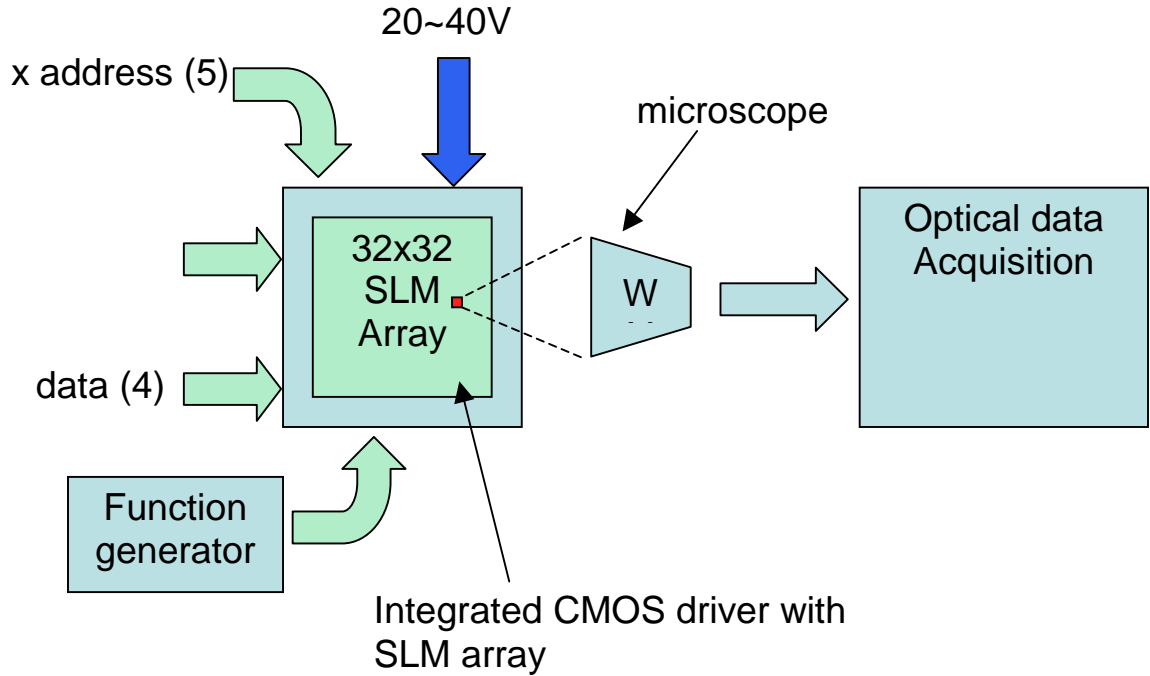 20~40V
x address (5)
microscope
32x32
SLM
Array
W
Optical data
Acquisition
data (4)
Function
generator
Integrated CMOS driver with
SLM array